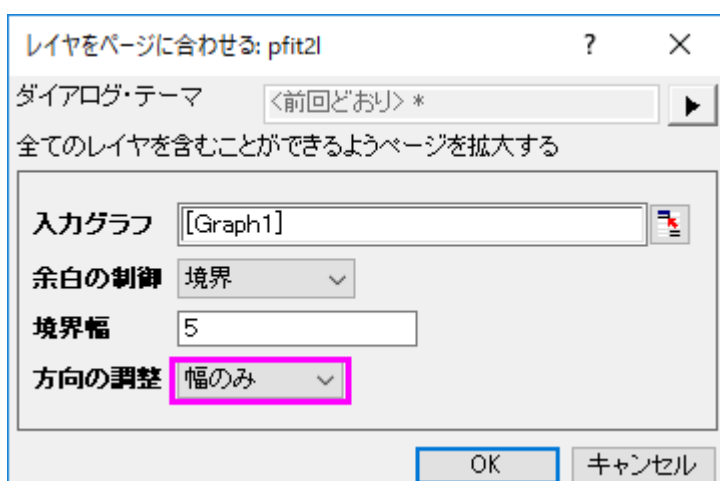 レイヤをページに合わせる: pfit2l ? ×
ダイアログ・テーマ <前回どおり> *
全てのレイヤを含むことができるようページを拡大する
入力グラフ [Graph1]
余白の制御 境界
境界幅 5
方向の調整 幅のみ
OK キャンセル